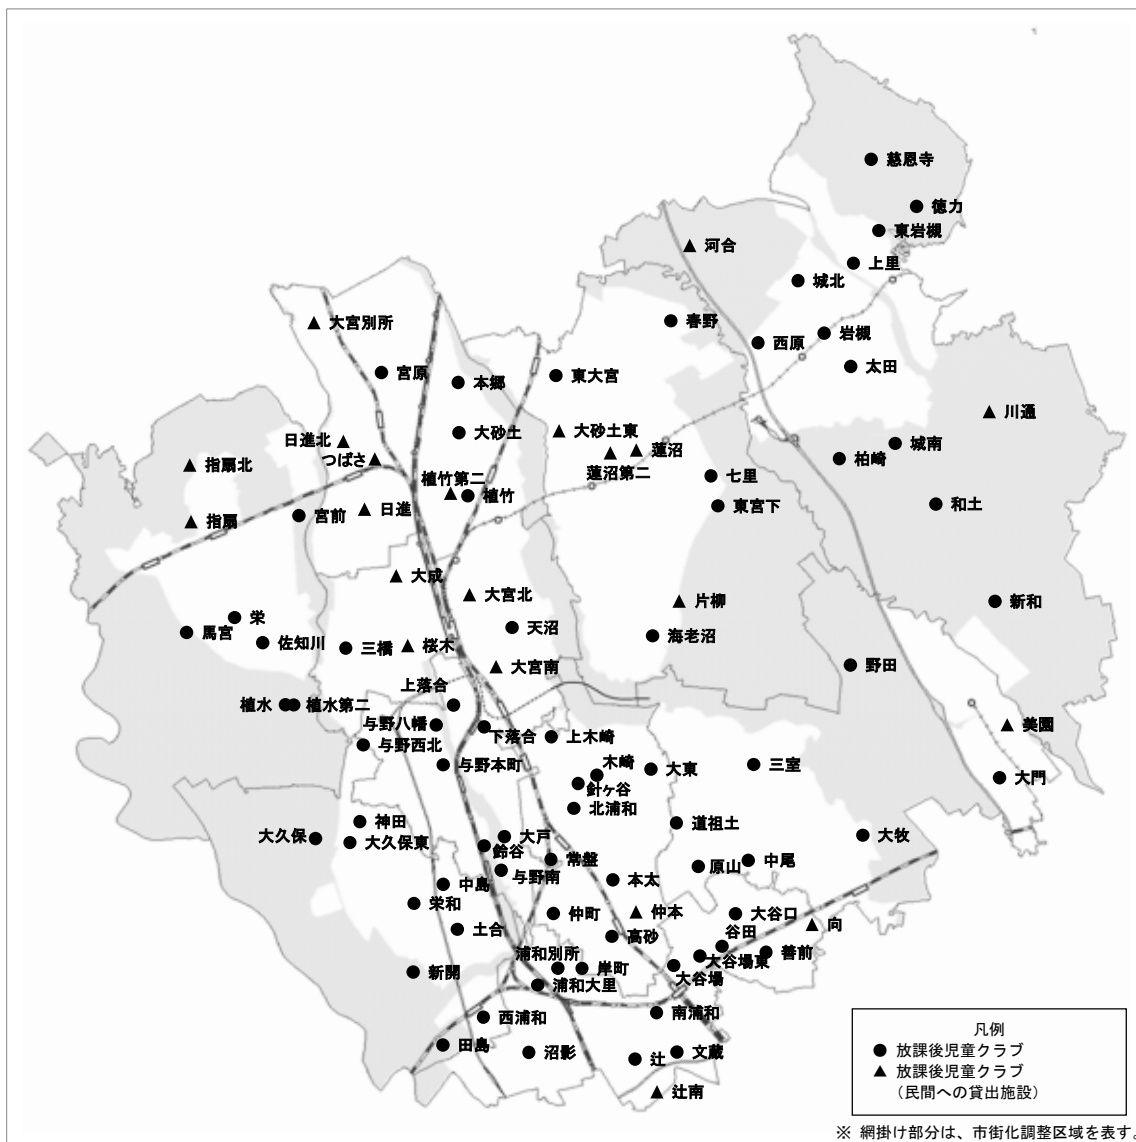 慈恩寺
徳力
東岩槻
河合
上里
城北
大宮別所
春野
西原
岩槻
太田
宮原
本郷
東大宮
川通
日進北
大砂土
大砂土東
蓮沼
城南
つばさ
指扇北
蓮沼第二
柏崎
植竹第二
植竹
七里
東宮下
和土
指扇
宮前
日進
大成
大宮北
片柳
新和
栄
馬宮
佐知川
天沼
海老沼
三橋
桜木
大宮南
野田
上落合
植水
植水第二
与野八幡
下落合
上木崎
美園
与野西北
与野本町
木崎
大東
三室
大門
針ヶ谷
北浦和
神田
道祖土
大久保
大久保東
大戸
鈴谷
大牧
常盤
中尾
原山
与野南
中島
本太
栄和
仲町
仲本
大谷口
向
土合
高砂
谷田
浦和別所
善前
大谷場東
新開
岸町
大谷場
浦和大里
西浦和
南浦和
田島
沼影
辻
文蔵
辻南
凡例
放課後児童クラブ
放課後児童クラブ
（民間への貸出施設）
※ 網掛け部分は、市街化調整区域を表す。